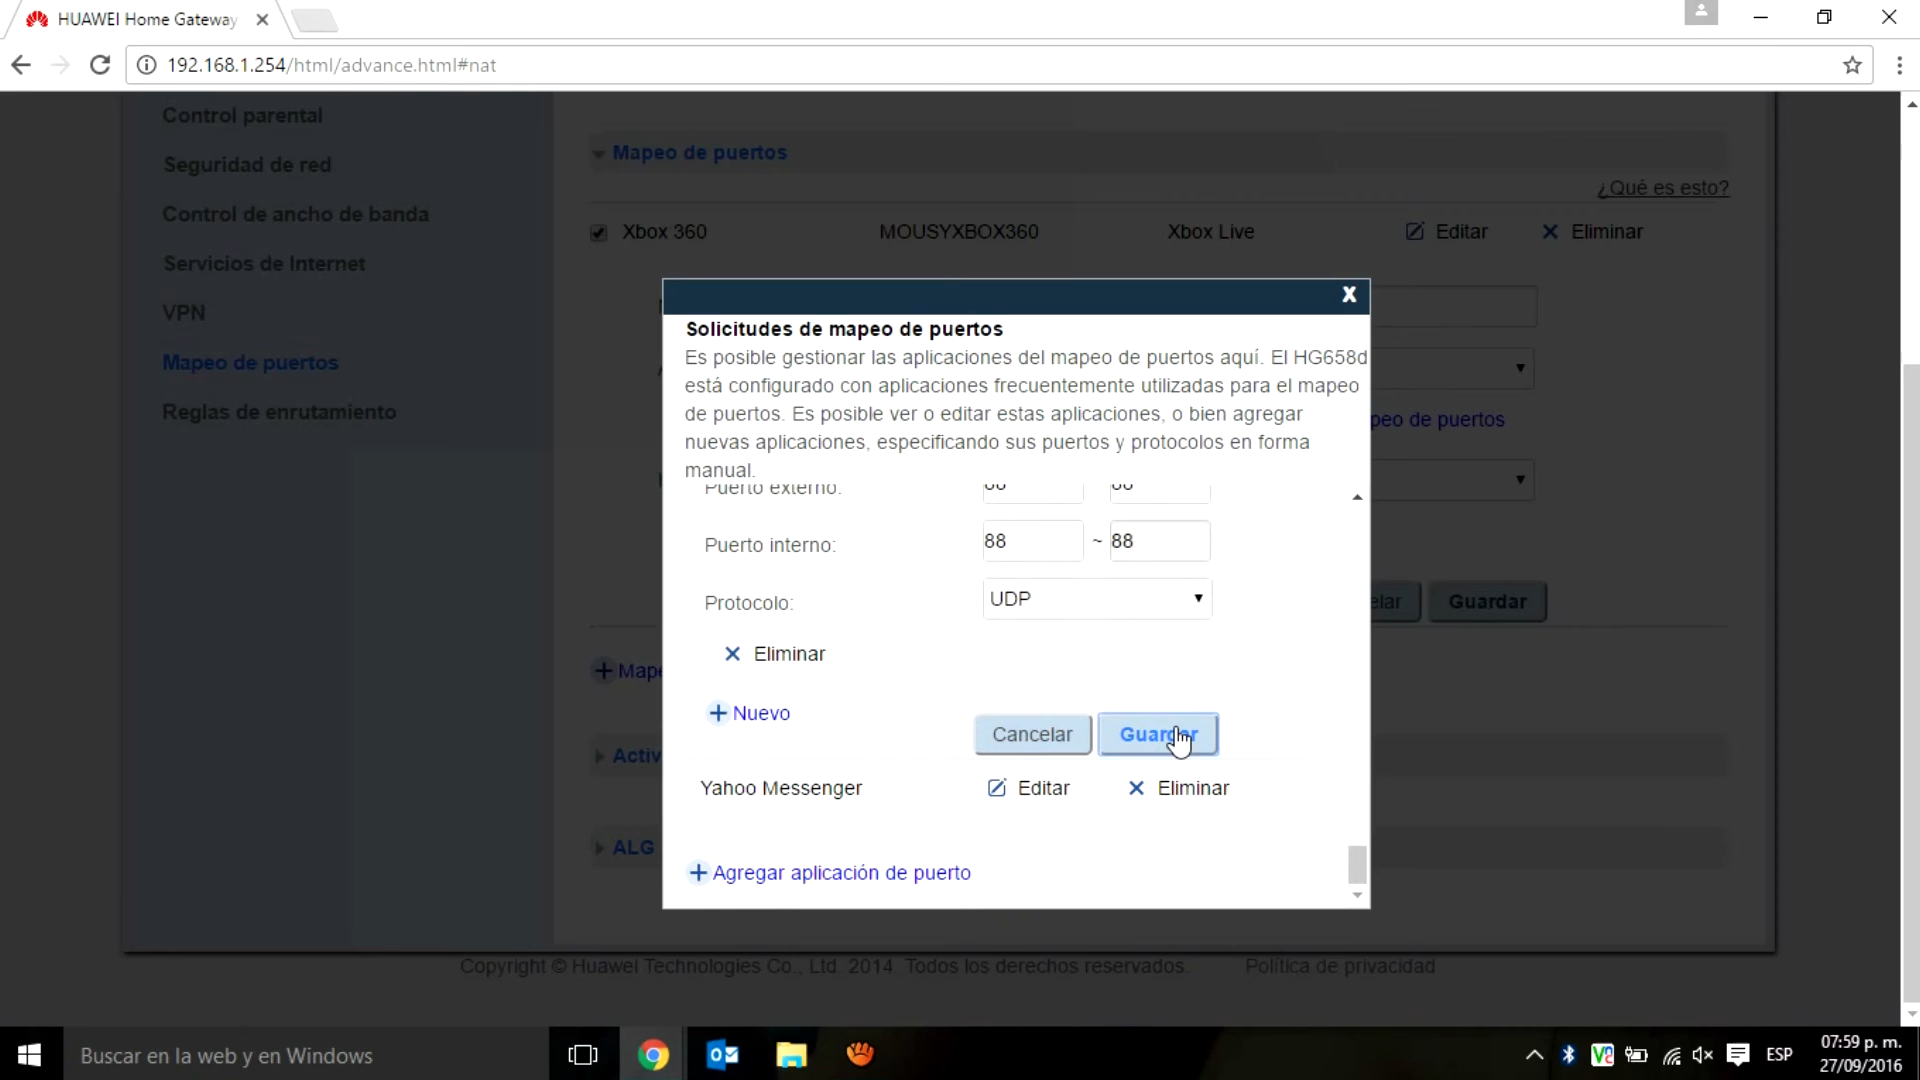 HUAWEI Home Gateway
192.168.1.254/html/advance.html#nat
Control parental
Seguridad de red
Control de ancho de banda
Servicios de Internet
VPN
Mapeo de puertos
Reglas de enrutamiento
Mapeo de puertos
¿Qué es esto?
Xbox 360 MOUSYXBOX360 Xbox Live Editar Eliminar
X
Solicitudes de mapeo de puertos
Es posible gestionar las aplicaciones del mapeo de puertos aquí. El HG658d
está configurado con aplicaciones frecuentemente utilizadas para el mapeo
de puertos. Es posible ver o editar estas aplicaciones, o bien agregar
nuevas aplicaciones, especificando sus puertos y protocolos en forma
manual.
peo de puertos
Puerto externo:
Puerto interno: 88 ~ 88
Protocolo: UDP
Eliminar
Nuevo
Cancelar Guardar
Yahoo Messenger Editar Eliminar
Agregar aplicación de puerto
elar Guardar
Mape
Activ
ALG
Copyright © Huawei Technologies Co., Ltd. 2014. Todos los derechos reservados. Política de privacidad
Buscar en la web y en Windows
ESP
07:59 p. m.
27/09/2016